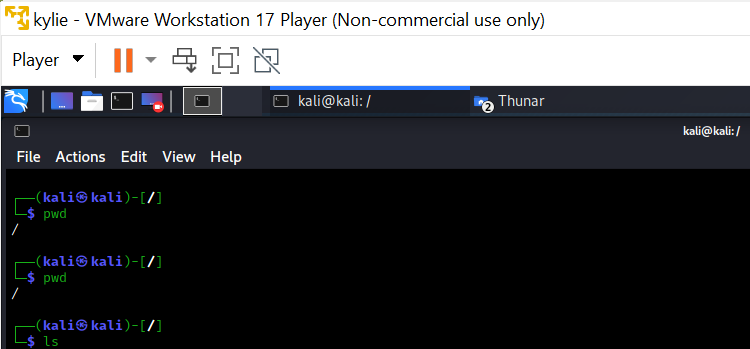 kylie - VMware Workstation 17 Player (Non-commercial use only)
Player
kali@kali: /
2
Thunar
kali@kali: /
File Actions Edit View Help
┌──(kali㉿kali)-[/]
└─$ pwd
/
┌──(kali㉿kali)-[/]
└─$ pwd
/
┌──(kali㉿kali)-[/]
└─$ ls